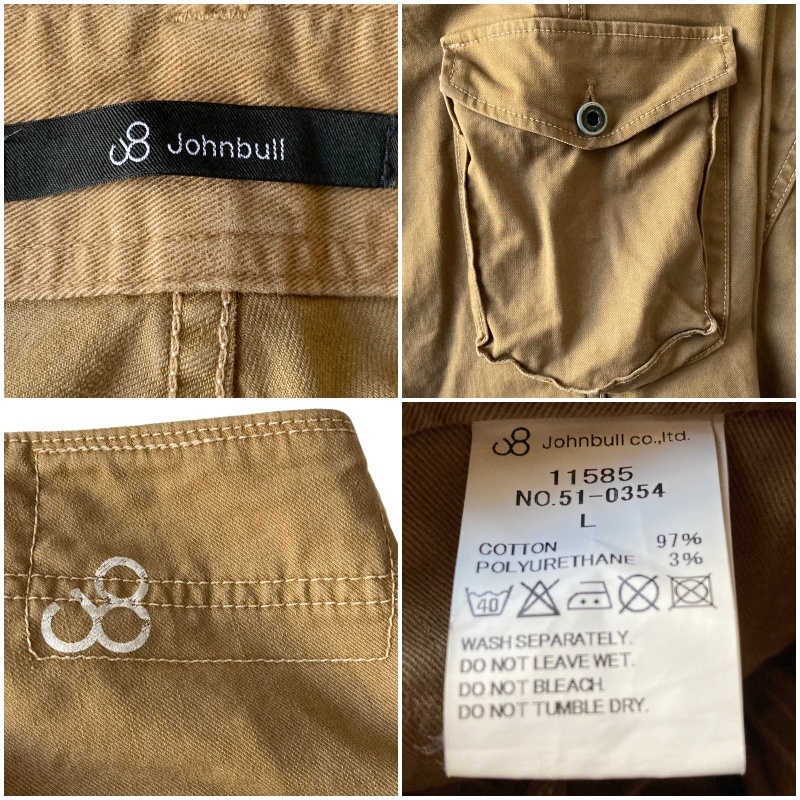 Johnbull
Johnbull co.,ltd.
11585
NO.51-0354
L
COTTON 97%
POLYURETHANE 3%
40
WASH SEPARATELY.
DO NOT LEAVE WET.
DO NOT BLEACH.
DO NOT TUMBLE DRY.